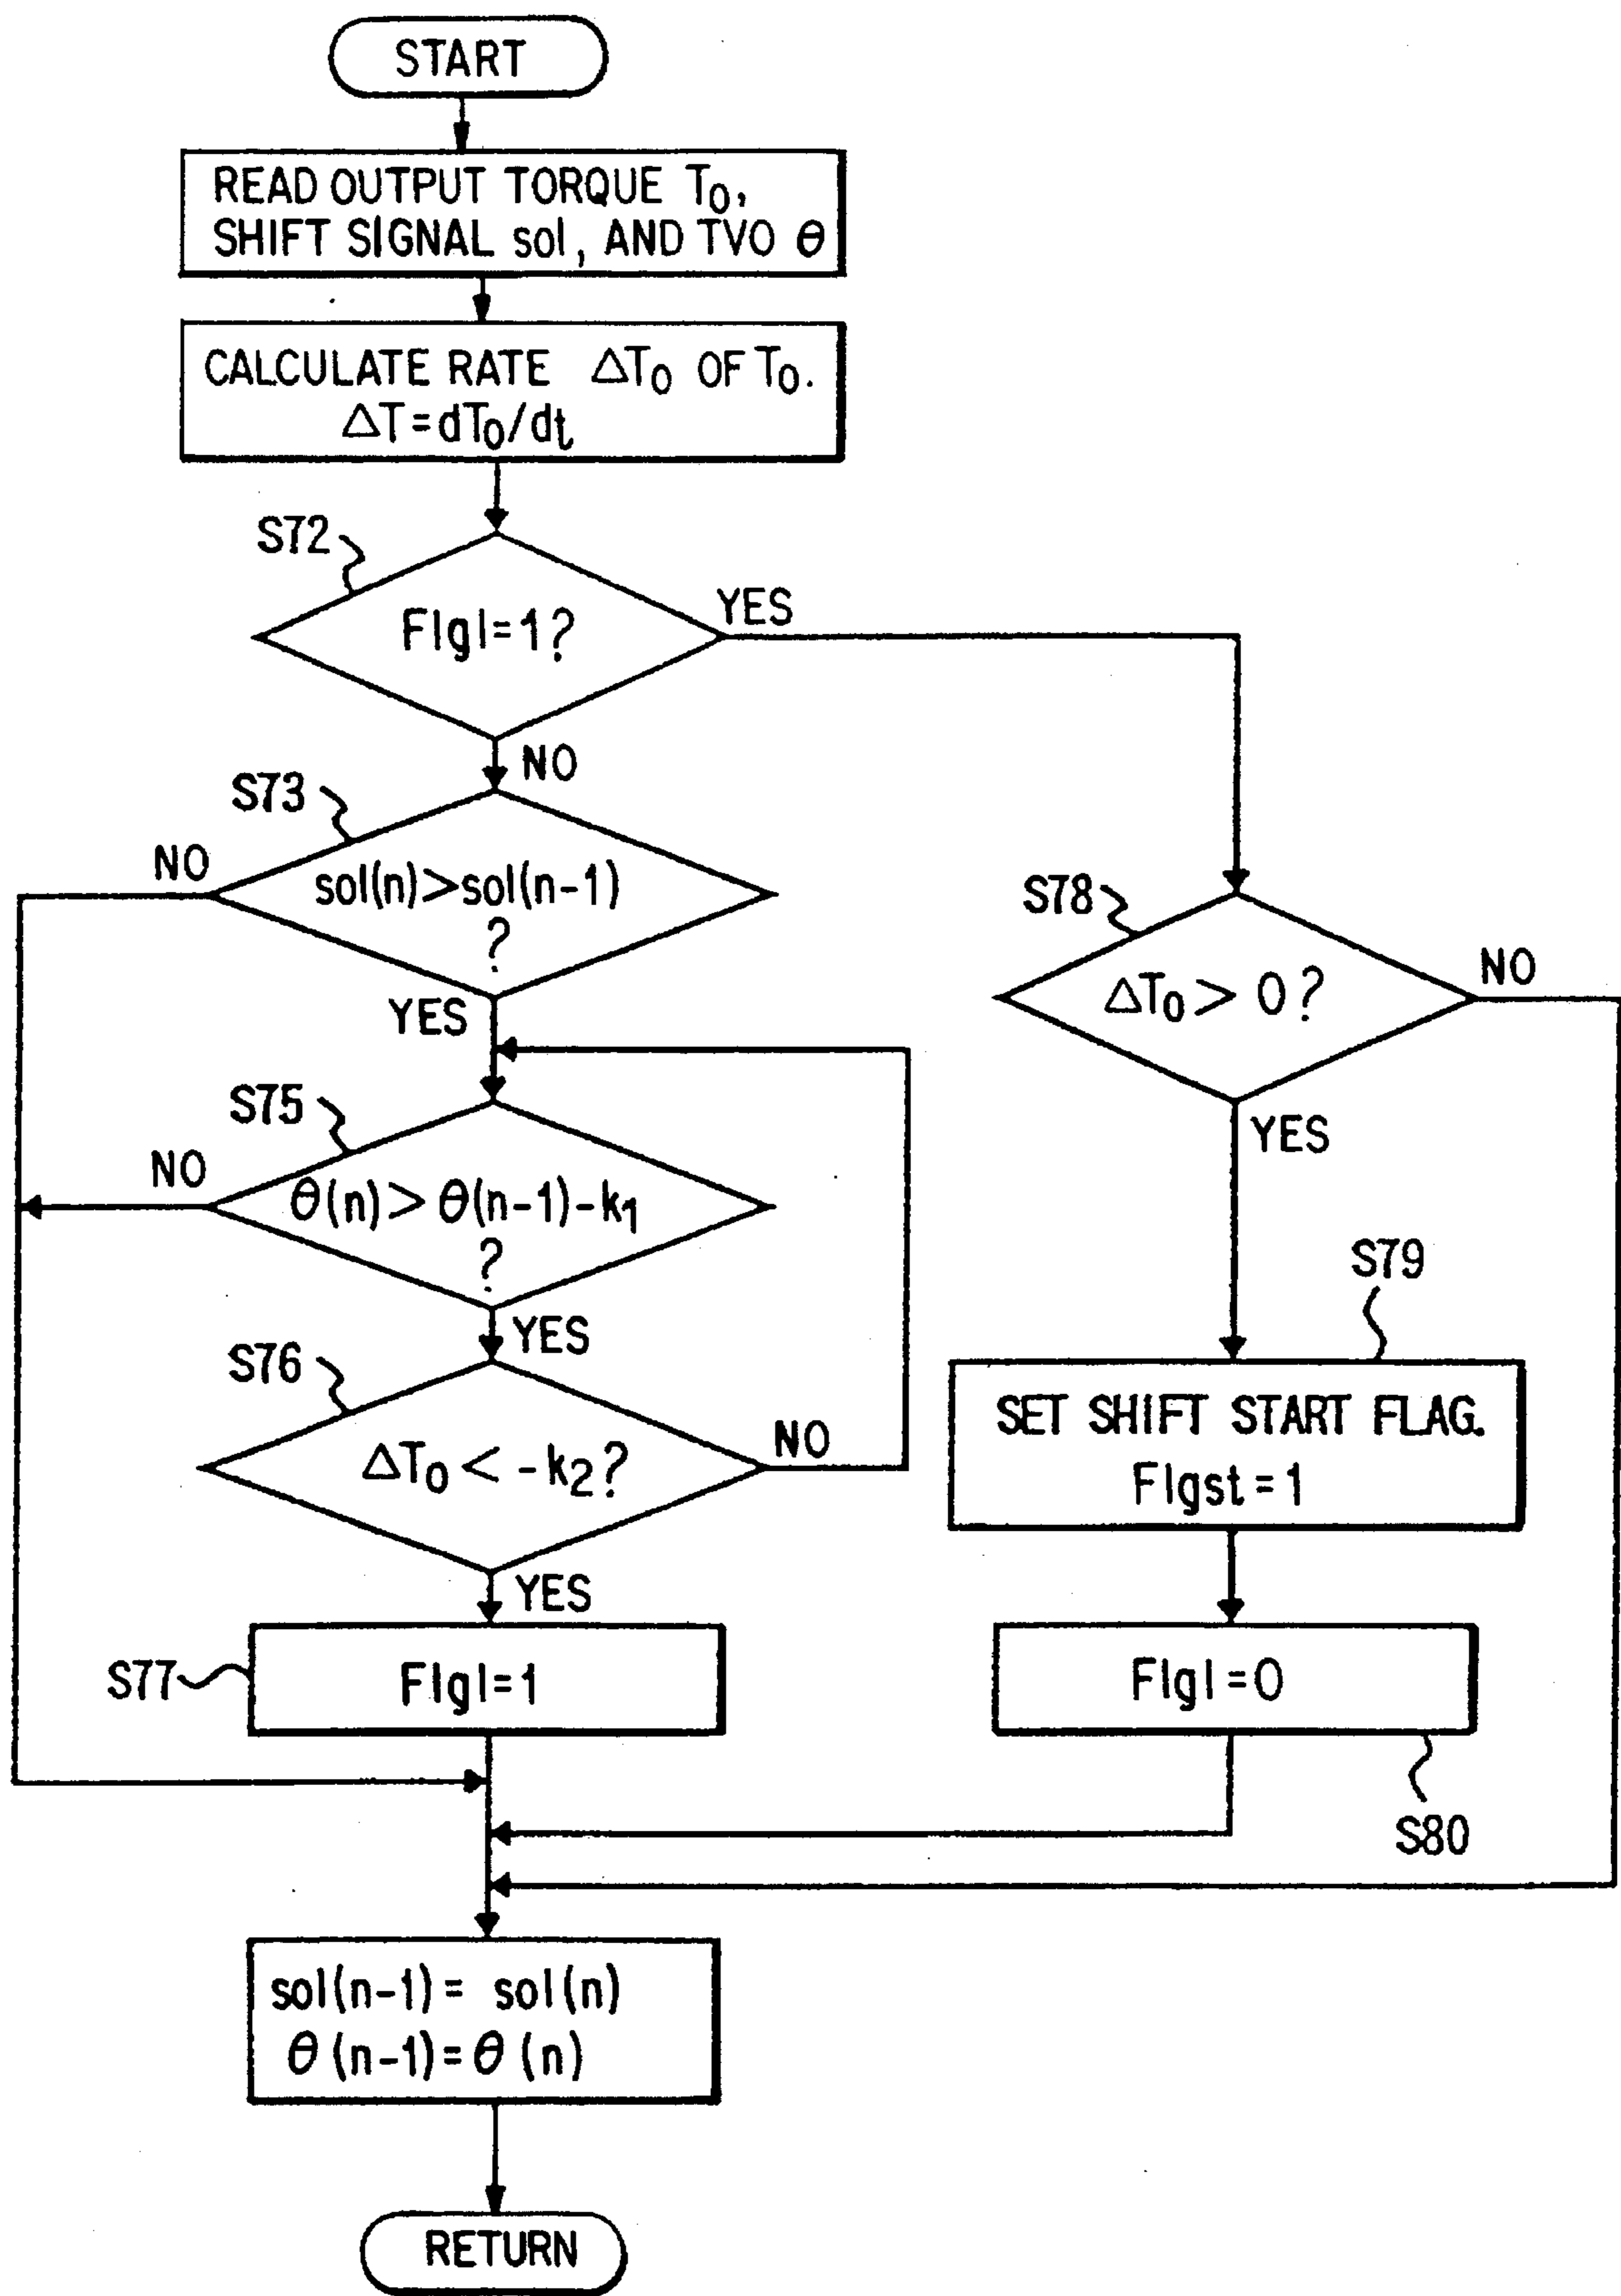 START
READ OUTPUT TORQUE T₀,
SHIFT SIGNAL sol, AND TVO θ
CALCULATE RATE ΔT₀ OF T₀.
ΔT=dT₀/dt
S72
Flgl=1?
YES
NO
S73
NO
sol(n)>sol(n-1)
?
YES
S78
ΔT₀ > 0?
NO
YES
S75
NO
θ(n)> θ(n-1)-k₁
?
YES
S76
ΔT₀ < -k₂?
NO
YES
S79
SET SHIFT START FLAG.
Flgst=1
S77
Flgl=1
Flgl=0
S80
sol(n-1)= sol(n)
θ(n-1)=θ(n)
RETURN